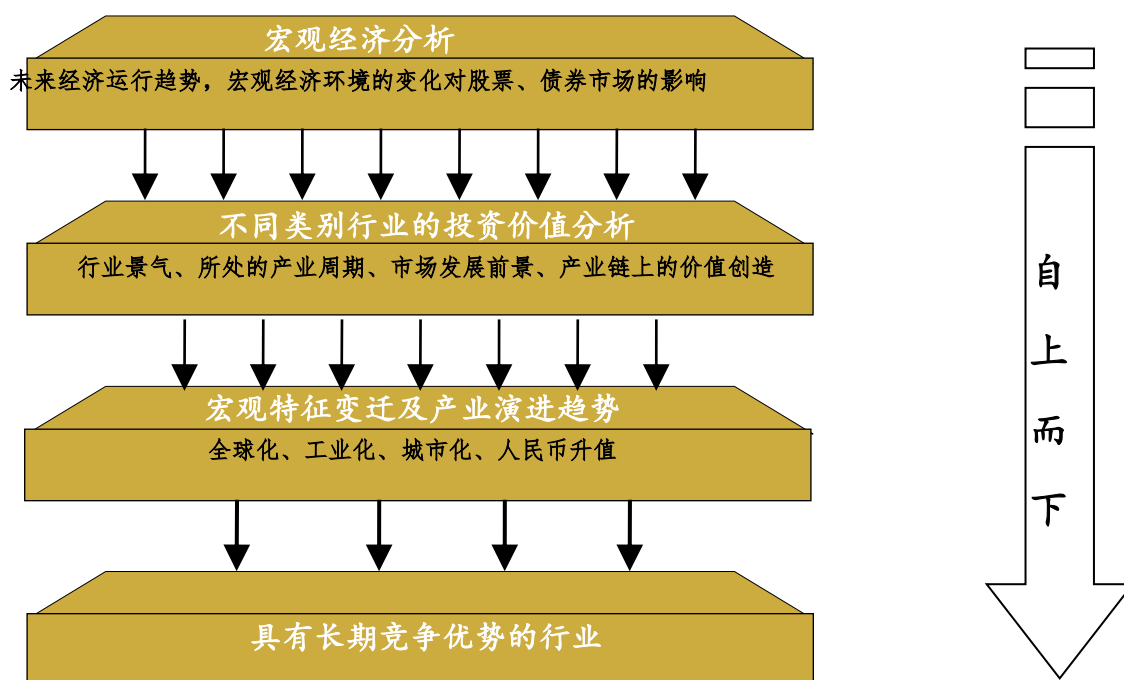 宏观经济分析
未来经济运行趋势，宏观经济环境的变化对股票、债券市场的影响
不同类别行业的投资价值分析
行业景气、所处的产业周期、市场发展前景、产业链上的价值创造
宏观特征变迁及产业演进趋势
全球化、工业化、城市化、人民币升值
具有长期竞争优势的行业
自上而下